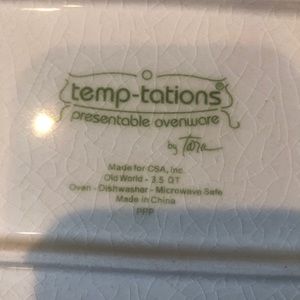 temp-tations®
presentable ovenware
by Tara
Made for CSA, Inc.
Old World - 3.5 QT
Oven - Dishwasher - Microwave Safe
Made in China
ppp